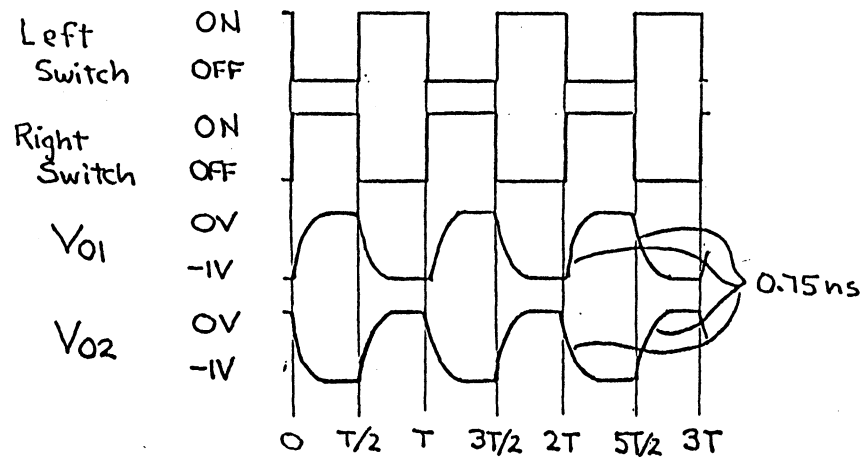 Left
Switch
ON
OFF
Right
Switch
ON
OFF
V01
0V
-1V
V02
0V
-1V
0.75ns
0 T/2 T 3T/2 2T 5T/2 3T